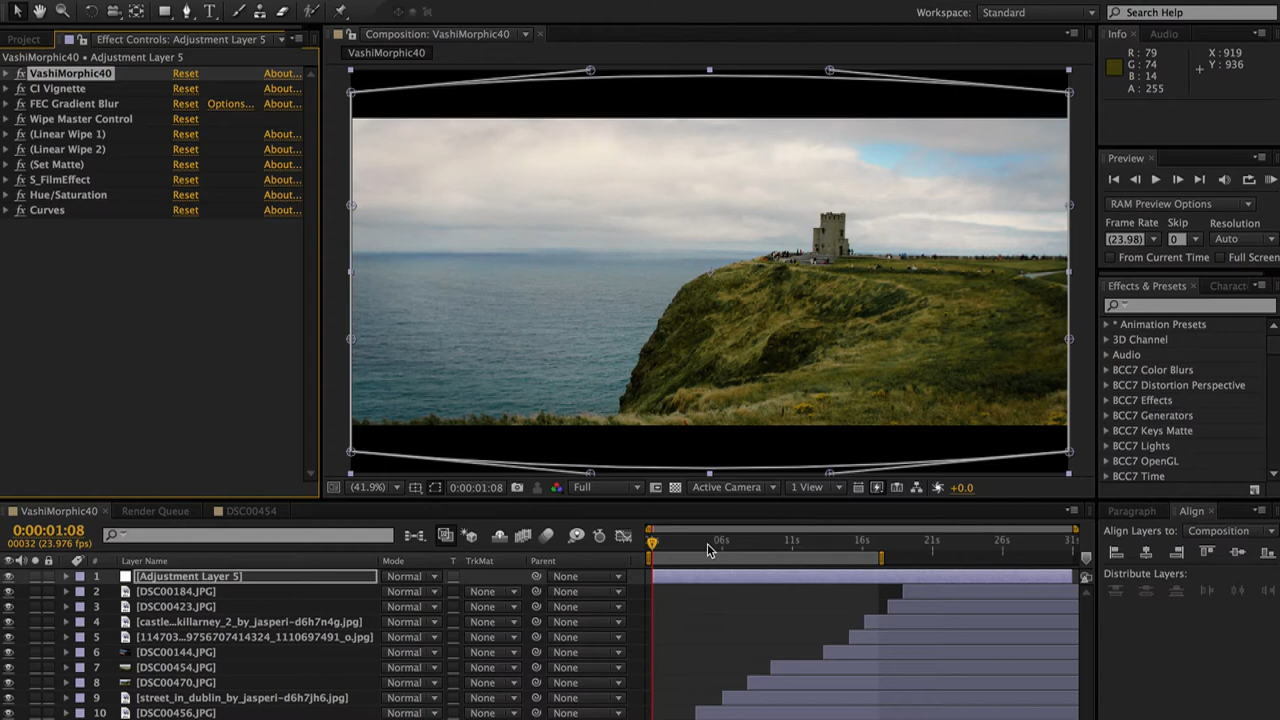 Workspace: Standard
Search Help
Project
Effect Controls: Adjustment Layer 5
VashiMorphic40 • Adjustment Layer 5
fx VashiMorphic40 Reset About...
fx CI Vignette Reset About...
fx FEC Gradient Blur Reset Options... About...
fx Wipe Master Control Reset About...
fx (Linear Wipe 1) Reset About...
fx (Linear Wipe 2) Reset About...
fx (Set Matte) Reset About...
fx S_FilmEffect Reset About...
fx Hue/Saturation Reset About...
fx Curves Reset About...
Composition: VashiMorphic40
VashiMorphic40
(41.9%) 0:00:01:08 Full Active Camera 1 View +0.0
Info Audio
R: 79 X: 919
G: 74 Y: 936
B: 14
A: 255
Preview
RAM Preview Options
Frame Rate Skip Resolution
(23.98) 0 Auto
From Current Time Full Screen
Effects & Presets Charact
* Animation Presets
3D Channel
Audio
BCC7 Color Blurs
BCC7 Distortion Perspective
BCC7 Effects
BCC7 Generators
BCC7 Keys Matte
BCC7 Lights
BCC7 OpenGL
BCC7 Time
VashiMorphic40 Render Queue DSC00454
0:00:01:08
00032 (23.976 fps)
06s 11s 16s 21s 26s 31s
Layer Name Mode T TrkMat Parent
1 [Adjustment Layer 5] Normal None
2 [DSC00184.JPG] Normal None None
3 [DSC00423.JPG] Normal None None
4 [castle...killarney_2_by_jasperi-d6h7n4g.jpg] Normal None None
5 [114703...9756707414324_1110697491_o.jpg] Normal None None
6 [DSC00144.JPG] Normal None None
7 [DSC00454.JPG] Normal None None
8 [DSC00470.JPG] Normal None None
9 [street_in_dublin_by_jasperi-d6h7jh6.jpg] Normal None None
10 [DSC00456.JPG] Normal None None
Paragraph Align
Align Layers to: Composition
Distribute Layers: